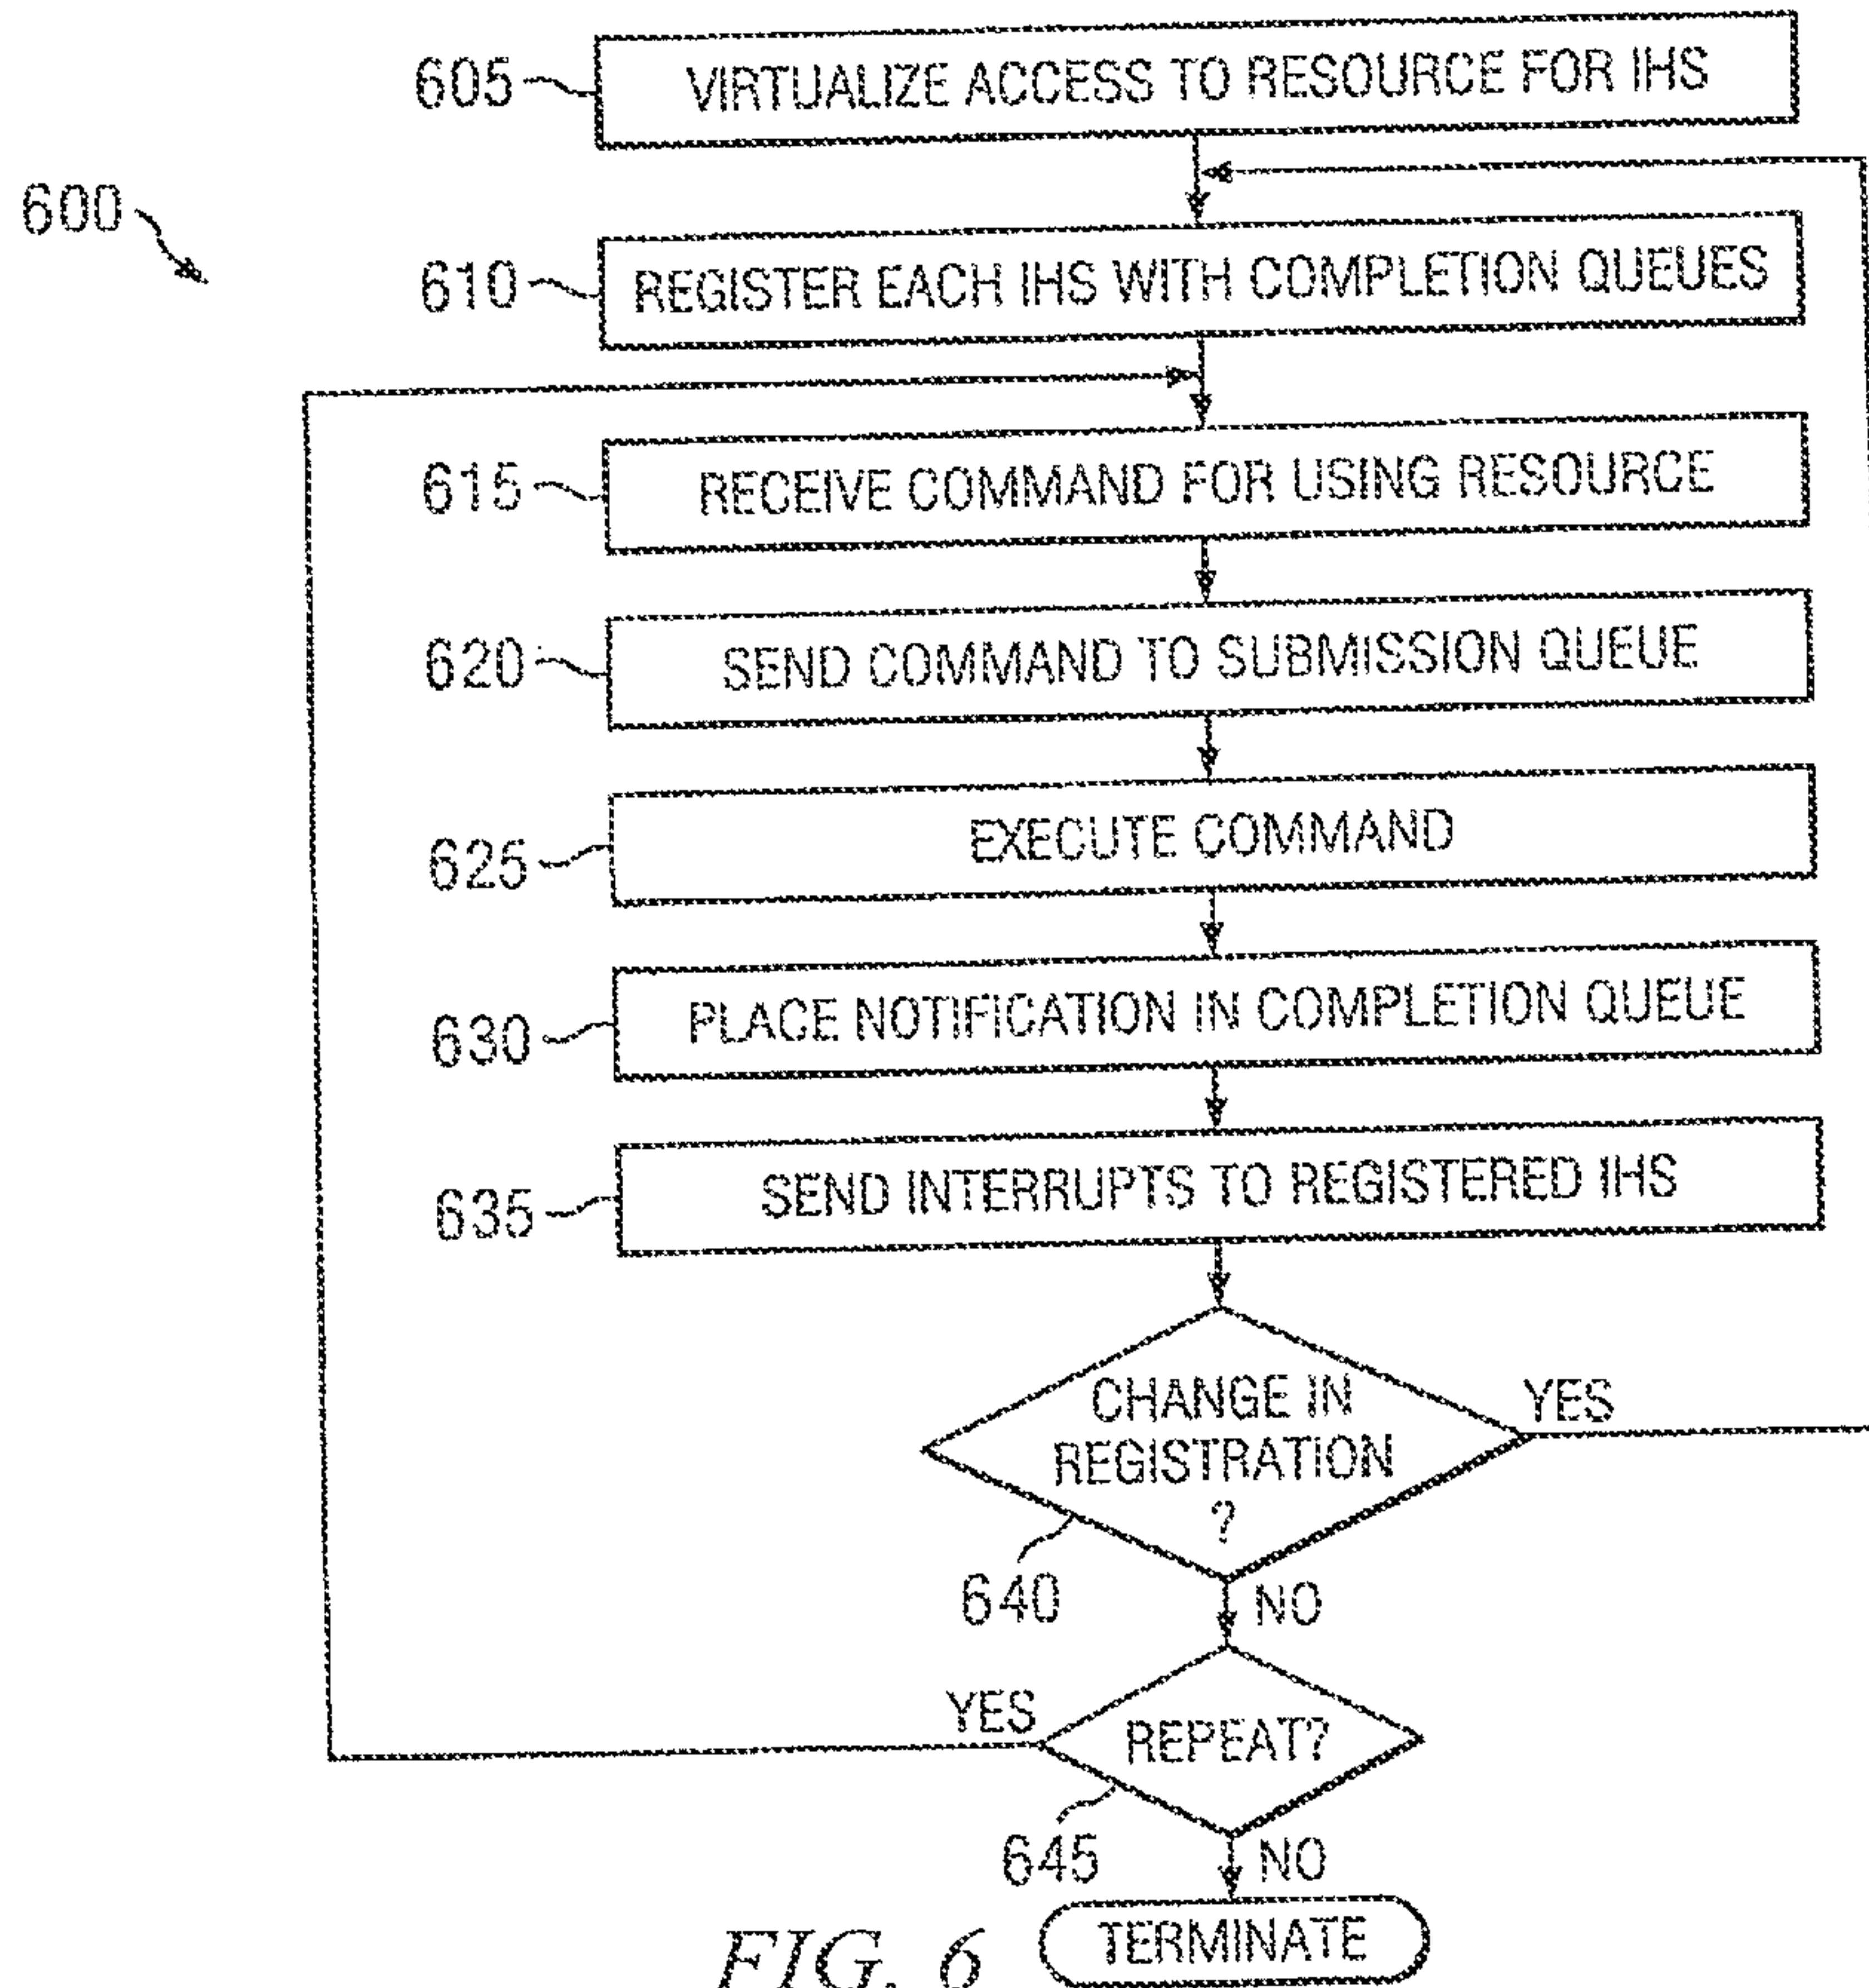 605
VIRTUALIZE ACCESS TO RESOURCE FOR IHS
600
610
REGISTER EACH IHS WITH COMPLETION QUEUES
615
RECEIVE COMMAND FOR USING RESOURCE
620
SEND COMMAND TO SUBMISSION QUEUE
625
EXECUTE COMMAND
630
PLACE NOTIFICATION IN COMPLETION QUEUE
635
SEND INTERRUPTS TO REGISTERED IHS
CHANGE IN
REGISTRATION
?
YES
640
NO
YES
REPEAT?
645
NO
FIG. 6
TERMINATE